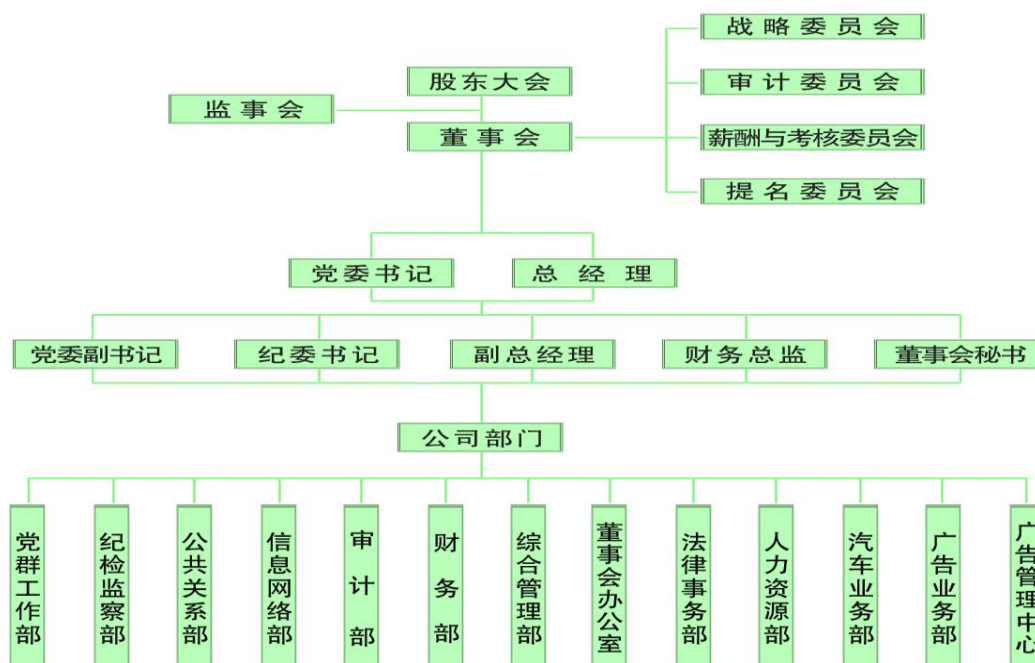 战略委员会
股东大会
审计委员会
监事会
董事会
薪酬与考核委员会
提名委员会
党委书记
总经理
党委副书记
纪委书记
副总经理
财务总监
董事会秘书
公司部门
党群工作部
纪检监察部
公共关系部
信息网络部
审计部
财务部
综合管理部
董事会办公室
法律事务部
人力资源部
汽车业务部
广告业务部
广告管理中心